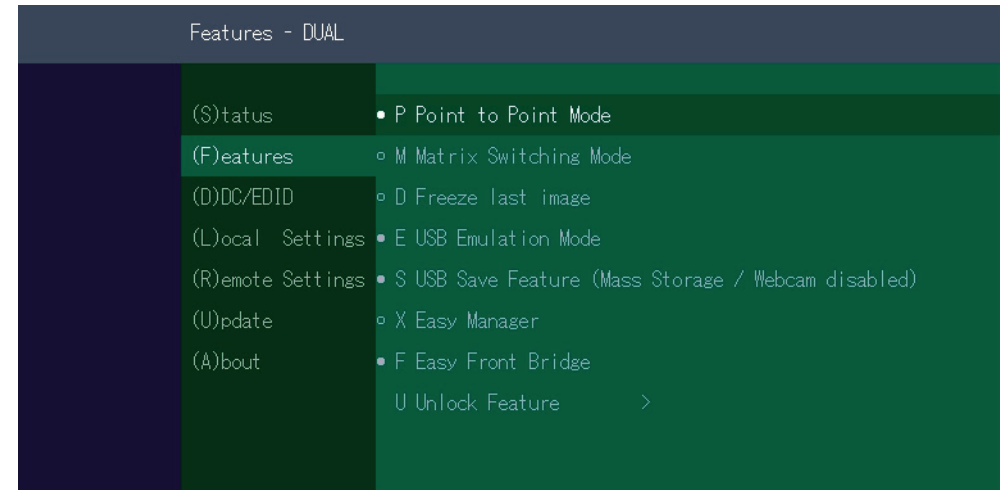 Features - DUAL
(S)tatus
● P Point to Point Mode
(F)eatures
○ M Matrix Switching Mode
(D)DC/EDID
○ D Freeze last image
(L)ocal Settings
● E USB Emulation Mode
(R)emote Settings
● S USB Save Feature (Mass Storage / Webcam disabled)
(U)pdate
○ X Easy Manager
(A)bout
● F Easy Front Bridge
U Unlock Feature >